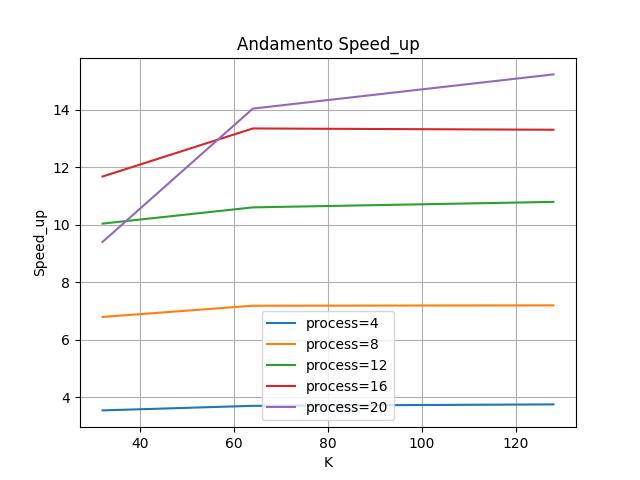 Andamento Speed_up
Speed_up
14
12
10
8
6
4
process=4
process=8
process=12
process=16
process=20
40
60
80
100
120
K